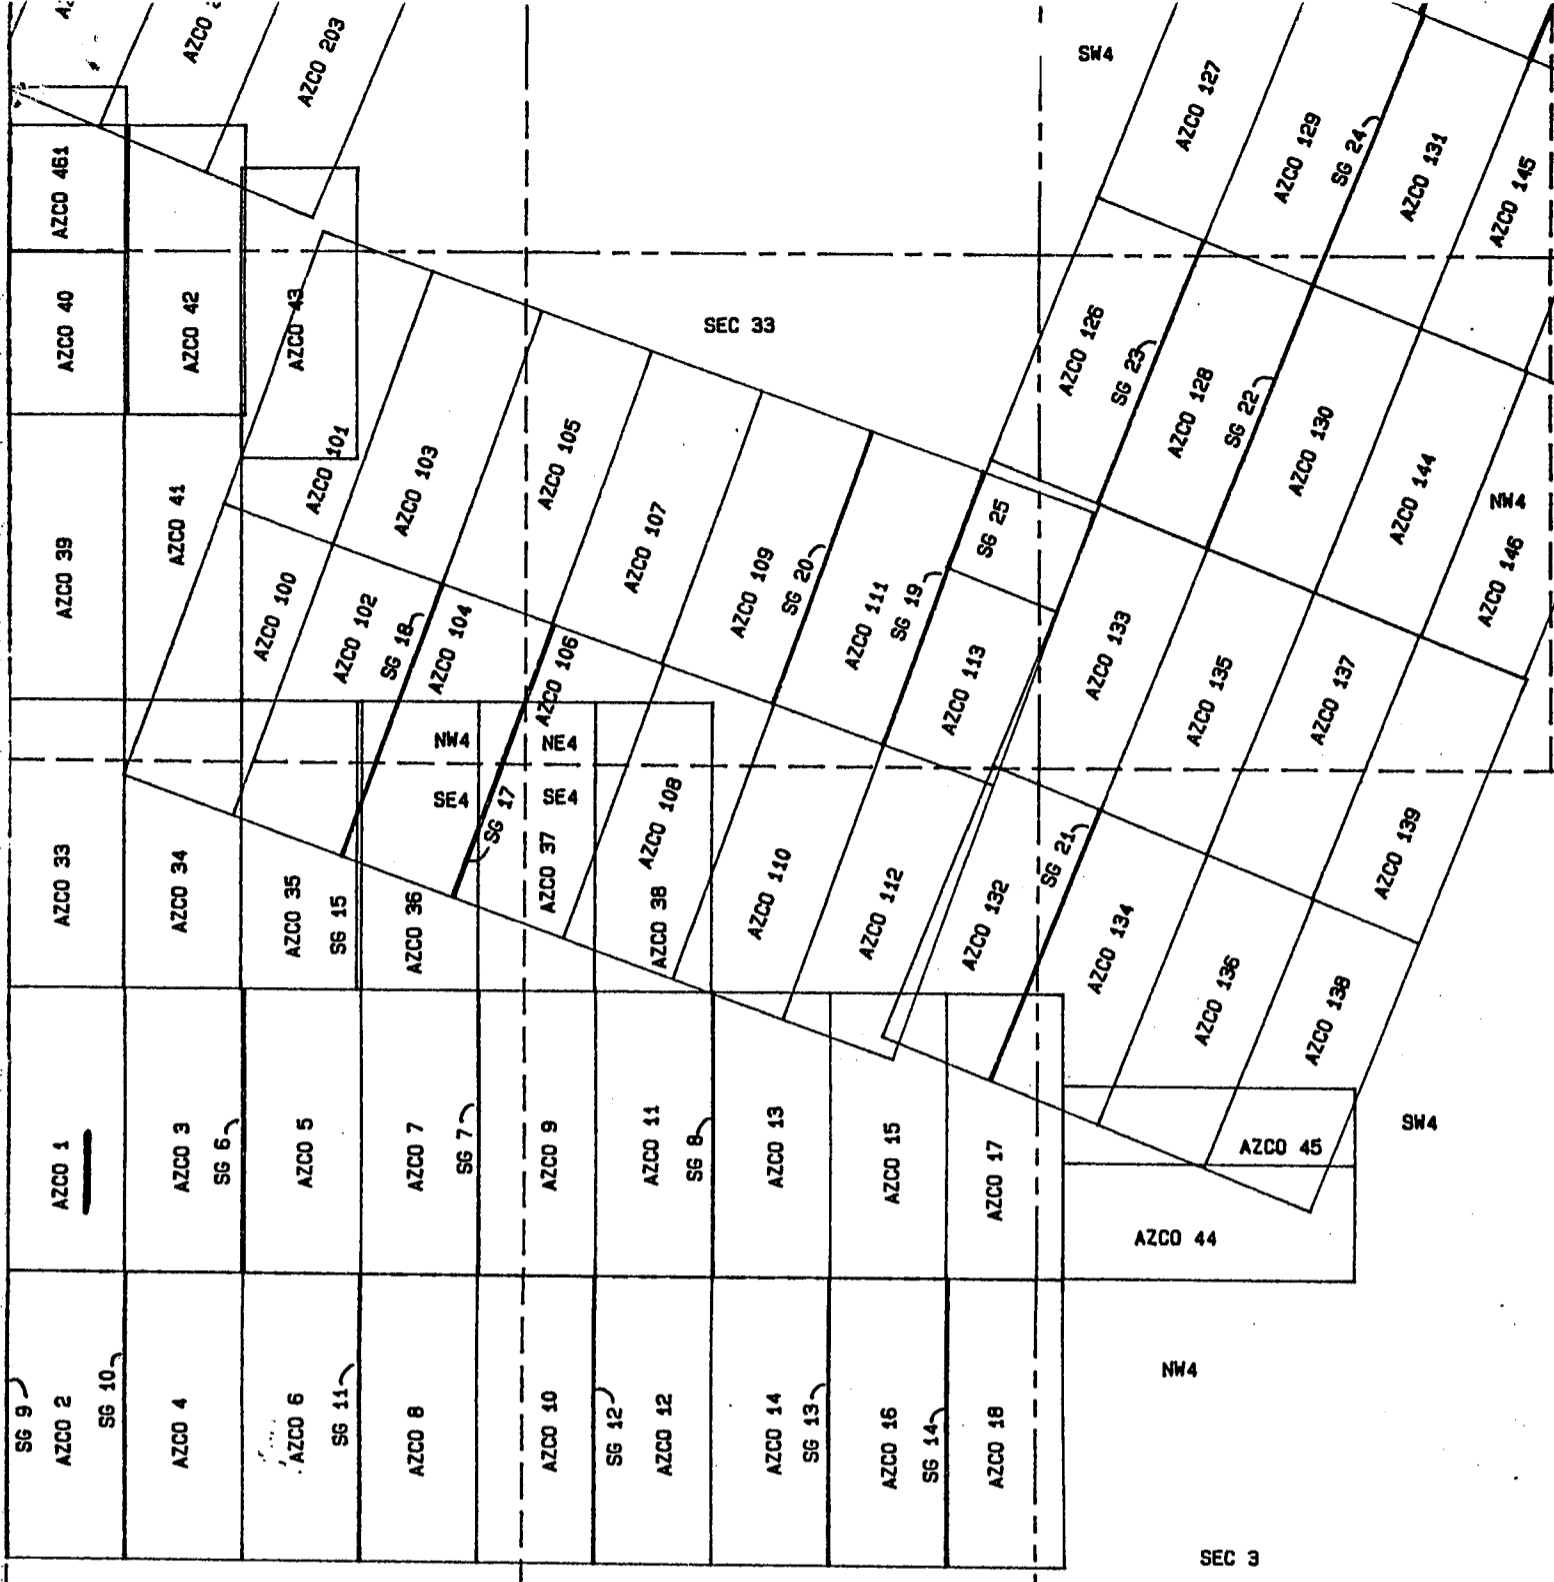 AZCO 203
SW4
AZCO 127
AZCO 129
SG 24
AZCO 131
AZCO 145
AZCO 461
AZCO 40
AZCO 42
AZCO 43
SEC 33
AZCO 126
SG 23
AZCO 128
SG 22
AZCO 130
AZCO 144
NW4
AZCO 146
AZCO 39
AZCO 41
AZCO 101
AZCO 103
AZCO 105
AZCO 107
AZCO 109
SG 20
AZCO 111
SG 19
SG 25
AZCO 113
AZCO 133
AZCO 135
AZCO 137
AZCO 139
AZCO 100
AZCO 102
SG 18
AZCO 104
AZCO 106
NW4
NE4
SE4
SE4
SG 17
AZCO 108
AZCO 110
AZCO 112
AZCO 132
SG 21
AZCO 134
AZCO 136
AZCO 138
AZCO 33
AZCO 34
AZCO 35
SG 15
AZCO 36
AZCO 37
AZCO 38
AZCO 1
AZCO 3
SG 6
AZCO 5
AZCO 7
SG 7
AZCO 9
AZCO 11
SG 8
AZCO 13
AZCO 15
AZCO 17
AZCO 45
SW4
AZCO 44
NW4
SG 9
AZCO 2
SG 10
AZCO 4
AZCO 6
SG 11
AZCO 8
AZCO 10
SG 12
AZCO 12
AZCO 14
SG 13
AZCO 16
SG 14
AZCO 18
SEC 3